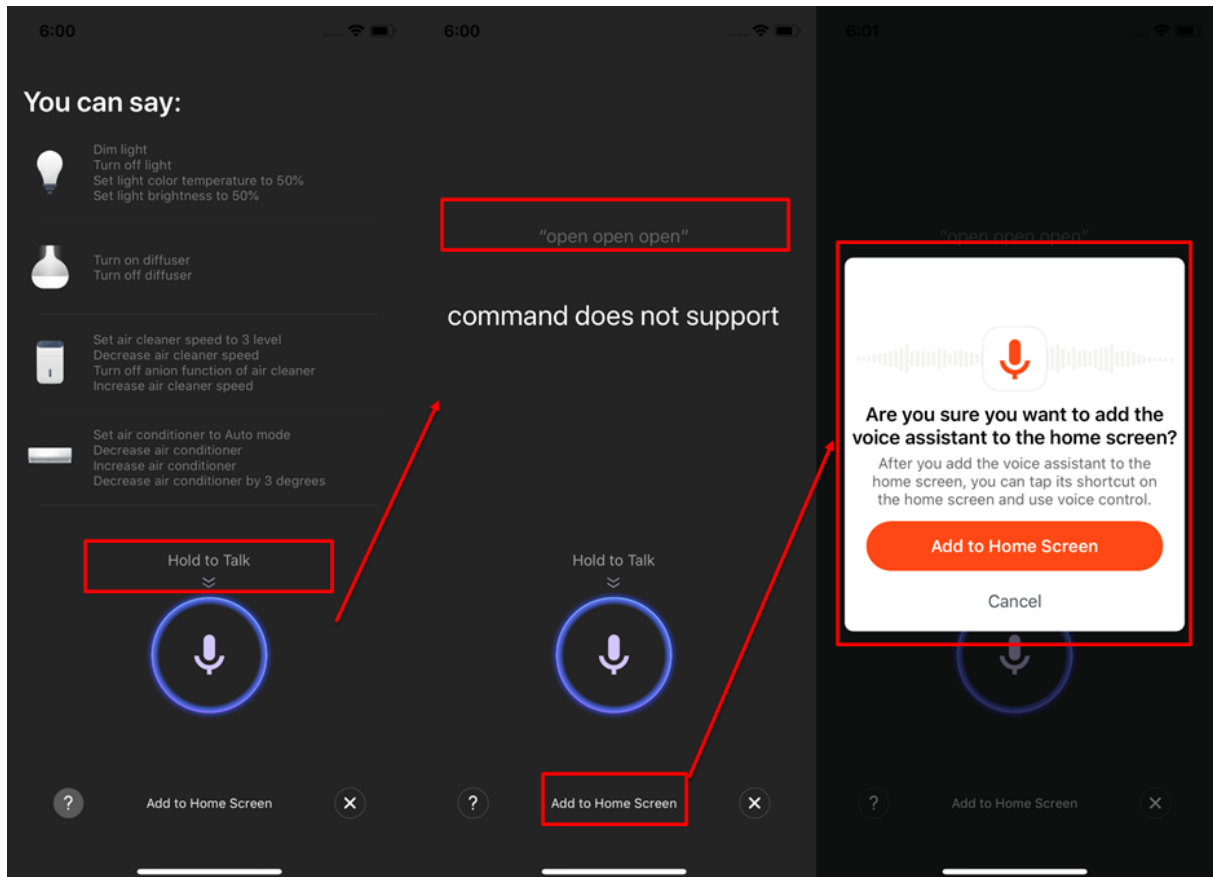 6:00
You can say:
Dim light
Turn off light
Set light color temperature to 50%
Set light brightness to 50%
Turn on diffuser
Turn off diffuser
Set air cleaner speed to 3 level
Decrease air cleaner speed
Turn off anion function of air cleaner
Increase air cleaner speed
Set air conditioner to Auto mode
Decrease air conditioner
Increase air conditioner
Decrease air conditioner by 3 degrees
Hold to Talk
?
Add to Home Screen
6:00
“open open open”
command does not support
Hold to Talk
?
Add to Home Screen
6:01
“open open open”
Are you sure you want to add the
voice assistant to the home screen?
After you add the voice assistant to the
home screen, you can tap its shortcut on
the home screen and use voice control.
Add to Home Screen
Cancel
?
Add to Home Screen